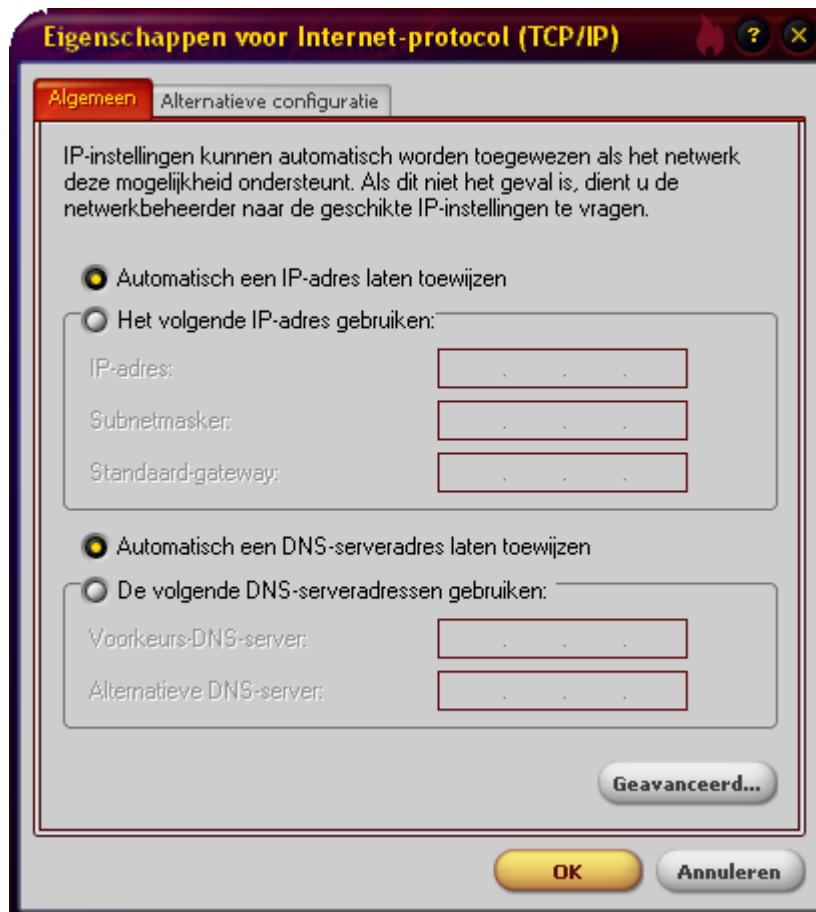 Eigenschappen voor Internet-protocol (TCP/IP)
?
Algemeen
Alternatieve configuratie
IP-instellingen kunnen automatisch worden toegewezen als het netwerk
deze mogelijkheid ondersteunt. Als dit niet het geval is, dient u de
netwerkbeheerder naar de geschikte IP-instellingen te vragen.
Automatisch een IP-adres laten toewijzen
Het volgende IP-adres gebruiken:
IP-adres:
Subnetmasker:
Standaard-gateway:
Automatisch een DNS-serveradres laten toewijzen
De volgende DNS-serveradressen gebruiken:
Voorkeurs-DNS-server:
Alternatieve DNS-server:
Geavanceerd...
OK
Annuleren